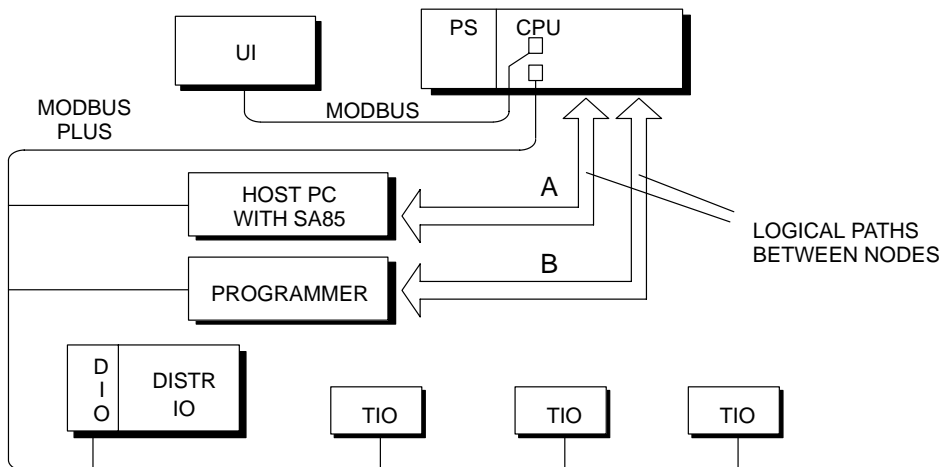 UI
PS
CPU
MODBUS
PLUS
MODBUS
HOST PC
WITH SA85
A
LOGICAL PATHS
BETWEEN NODES
PROGRAMMER
B
D
I
O
DISTR
IO
TIO
TIO
TIO